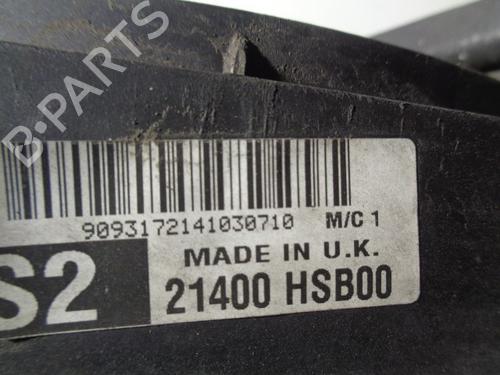 B-PARTS
9093172141030710 M/C 1
S2
MADE IN U.K.
21400 HSB00